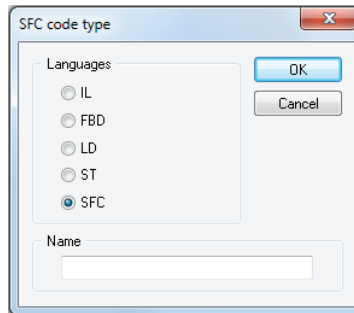 SFC code type
Languages
IL
FBD
LD
ST
SFC
OK
Cancel
Name